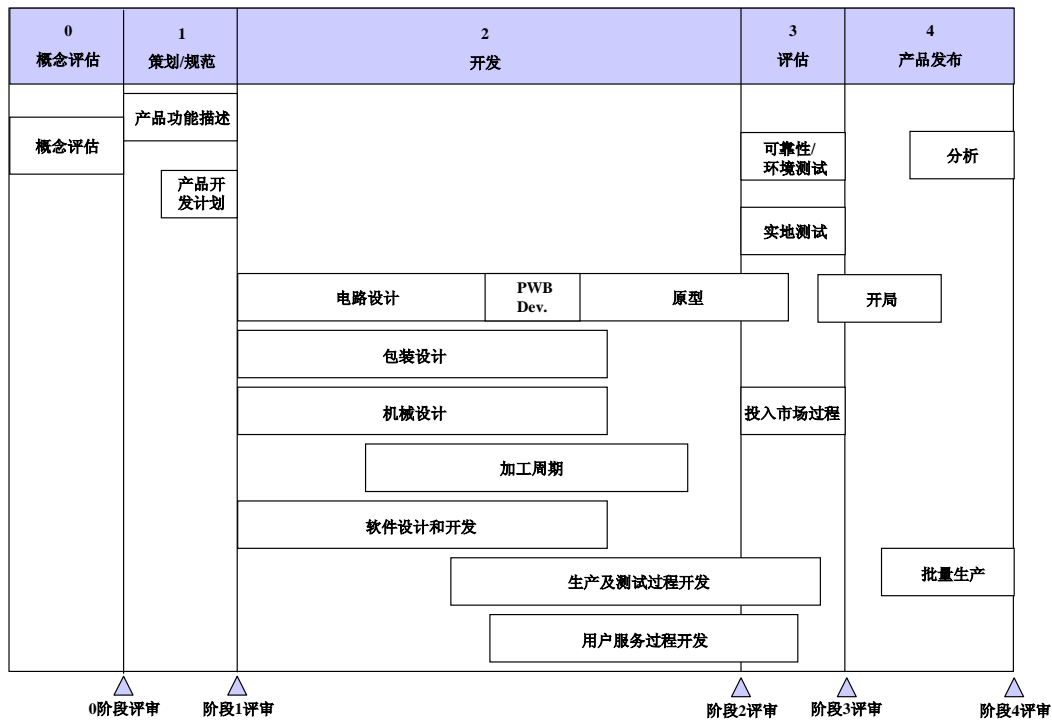 0
概念评估
1
策划/规范
2
开发
3
评估
4
产品发布
产品功能描述
概念评估
可靠性/
环境测试
分析
产品开
发计划
实地测试
电路设计
PWB
Dev.
原型
开局
包装设计
机械设计
投入市场过程
加工周期
软件设计和开发
生产及测试过程开发
批量生产
用户服务过程开发
0阶段评审
阶段1评审
阶段2评审
阶段3评审
阶段4评审